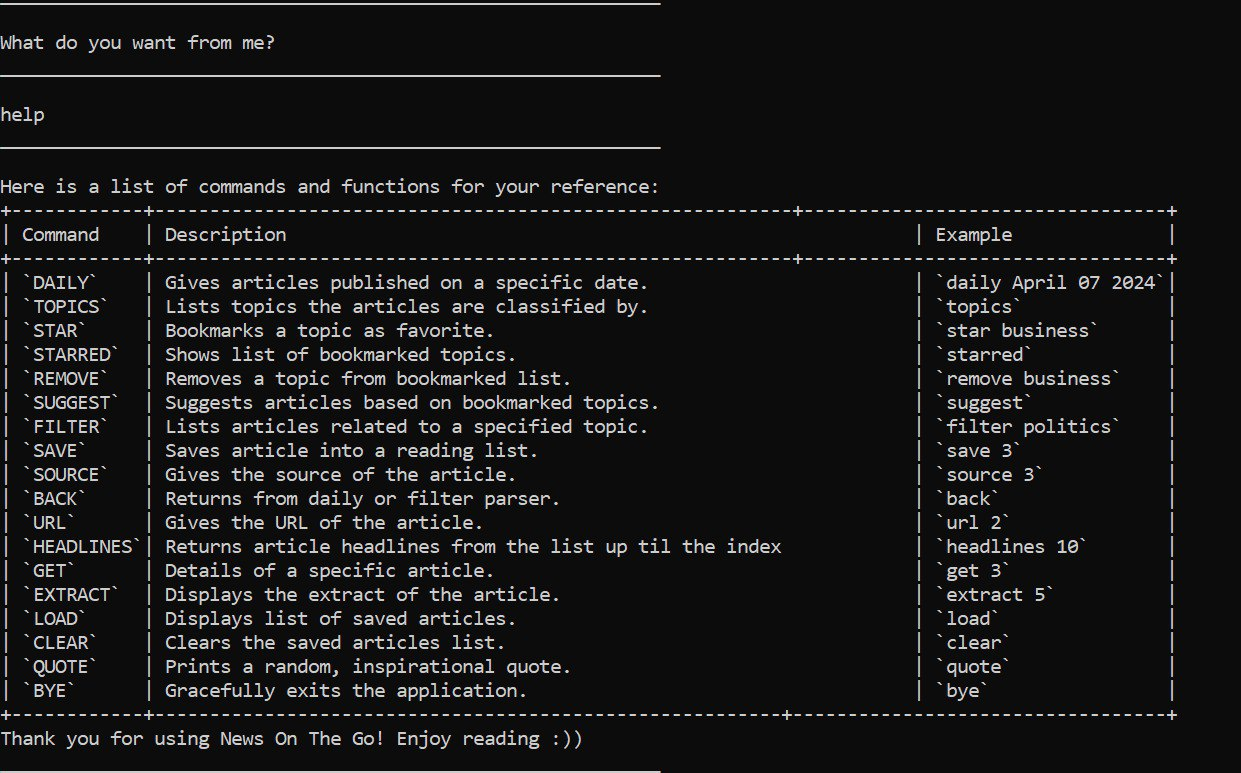 What do you want from me?
help
Here is a list of commands and functions for your reference:
+------------+----------------------------------------------------------+---------------------------------+
| Command    | Description                                                         | Example              |
+------------+----------------------------------------------------------+---------------------------------+
| `DAILY`    | Gives articles published on a specific date.                        | `daily April 07 2024`|
| `TOPICS`   | Lists topics the articles are classified by.                        | `topics`             |
| `STAR`     | Bookmarks a topic as favorite.                                      | `star business`      |
| `STARRED`  | Shows list of bookmarked topics.                                    | `starred`            |
| `REMOVE`   | Removes a topic from bookmarked list.                               | `remove business`    |
| `SUGGEST`  | Suggests articles based on bookmarked topics.                       | `suggest`            |
| `FILTER`   | Lists articles related to a specified topic.                        | `filter politics`    |
| `SAVE`     | Saves article into a reading list.                                  | `save 3`             |
| `SOURCE`   | Gives the source of the article.                                    | `source 3`           |
| `BACK`     | Returns from daily or filter parser.                                | `back`               |
| `URL`      | Gives the URL of the article.                                       | `url 2`              |
| `HEADLINES`| Returns article headlines from the list up til the index            | `headlines 10`       |
| `GET`      | Details of a specific article.                                      | `get 3`              |
| `EXTRACT`  | Displays the extract of the article.                                | `extract 5`          |
| `LOAD`     | Displays list of saved articles.                                    | `load`               |
| `CLEAR`    | Clears the saved articles list.                                     | `clear`              |
| `QUOTE`    | Prints a random, inspirational quote.                               | `quote`              |
| `BYE`      | Gracefully exits the application.                                   | `bye`                |
+------------+---------------------------------------------------------+----------------------------------+
Thank you for using News On The Go! Enjoy reading :))